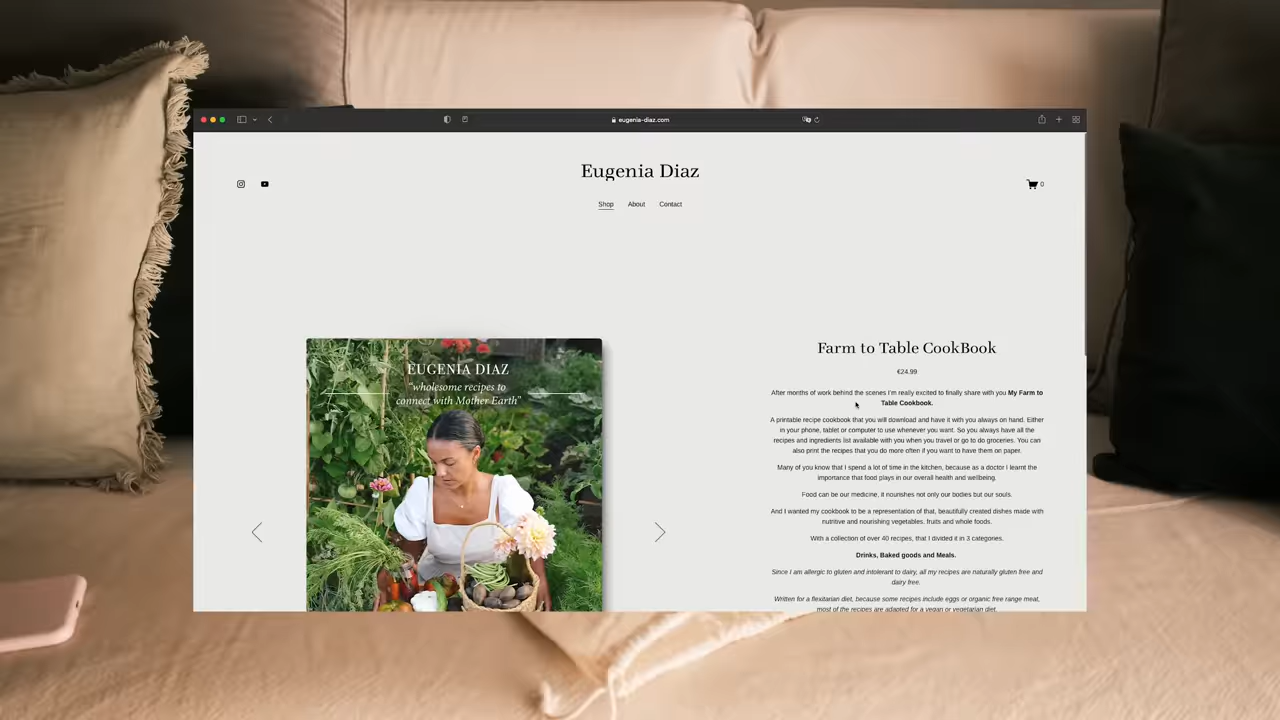 eugenia-diaz.com
Eugenia Diaz
0
Shop About Contact
EUGENIA DIAZ
"wholesome recipes to
connect with Mother Earth"
Farm to Table CookBook
€24.99
After months of work behind the scenes I'm really excited to finally share with you My Farm to
Table Cookbook.
A printable recipe cookbook that you will download and have it with you always on hand. Either
in your phone, tablet or computer to use whenever you want. So you always have all the
recipes and ingredients list available with you when you travel or go to do groceries. You can
also print the recipes that you do more often if you want to have them on paper.
Many of you know that I spend a lot of time in the kitchen, because as a doctor I learnt the
importance that food plays in our overall health and wellbeing.
Food can be our medicine, it nourishes not only our bodies but our souls.
And I wanted my cookbook to be a representation of that, beautifully created dishes made with
nutritive and nourishing vegetables. fruits and whole foods.
With a collection of over 40 recipes, that I divided it in 3 categories.
Drinks, Baked goods and Meals.
Since I am allergic to gluten and intolerant to dairy, all my recipes are naturally gluten free and
dairy free.
Written for a flexitarian diet, because some recipes include eggs or organic free range meat,
most of the recipes are adapted for a vegan or vegetarian diet.